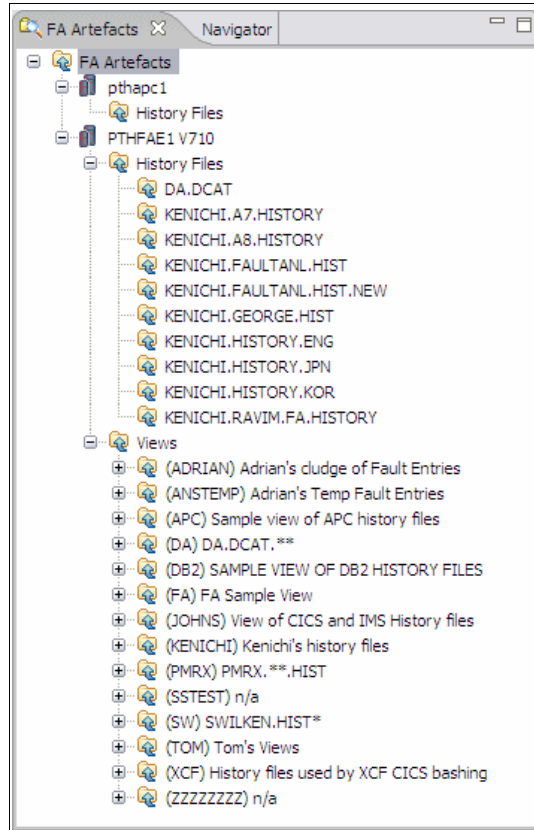 FA Artefacts Navigator
FA Artefacts
pthapc1
History Files
PTHFAE1 V710
History Files
DA.DCAT
KENICHI.A7.HISTORY
KENICHI.A8.HISTORY
KENICHI.FAULTANL.HIST
KENICHI.FAULTANL.HIST.NEW
KENICHI.GEORGE.HIST
KENICHI.HISTORY.ENG
KENICHI.HISTORY.JPN
KENICHI.HISTORY.KOR
KENICHI.RAVIM.FA.HISTORY
Views
(ADRIAN) Adrian's cludge of Fault Entries
(ANSTEMP) Adrian's Temp Fault Entries
(APC) Sample view of APC history files
(DA) DA.DCAT.**
(DB2) SAMPLE VIEW OF DB2 HISTORY FILES
(FA) FA Sample View
(JOHNS) View of CICS and IMS History files
(KENICHI) Kenichi's history files
(PMRX) PMRX.**.HIST
(SSTEST) n/a
(SW) SWILKEN.HIST*
(TOM) Tom's Views
(XCF) History files used by XCF CICS bashing
(ZZZZZZZZ) n/a